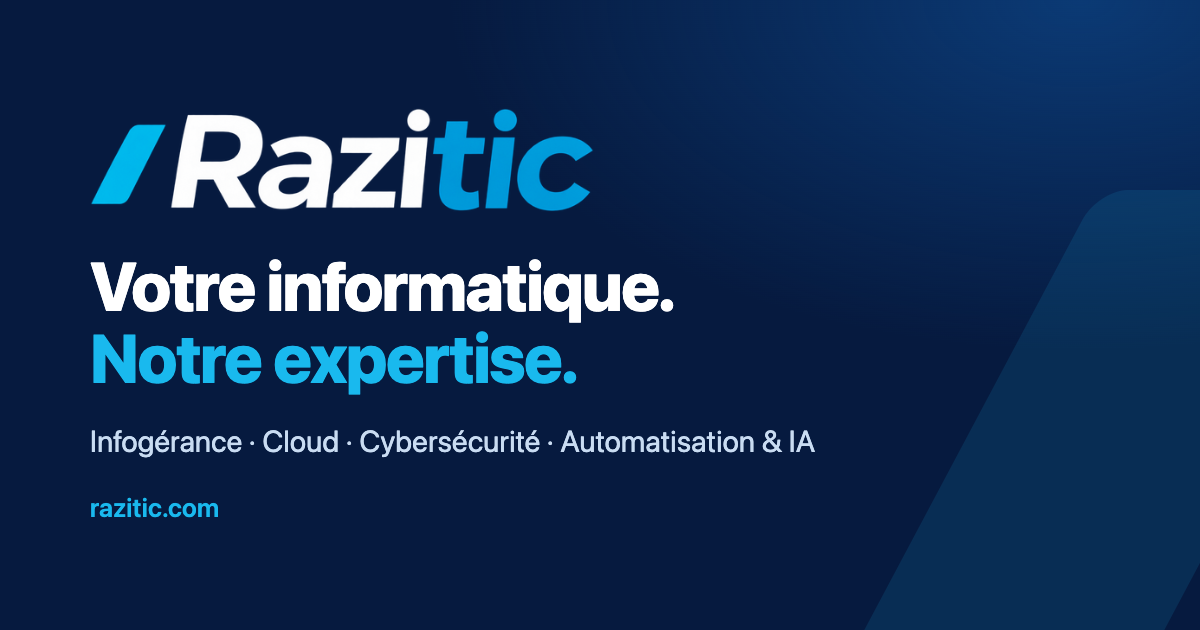 Razitic
Votre informatique.
Notre expertise.
Infogérance · Cloud · Cybersécurité · Automatisation & IA
razitic.com